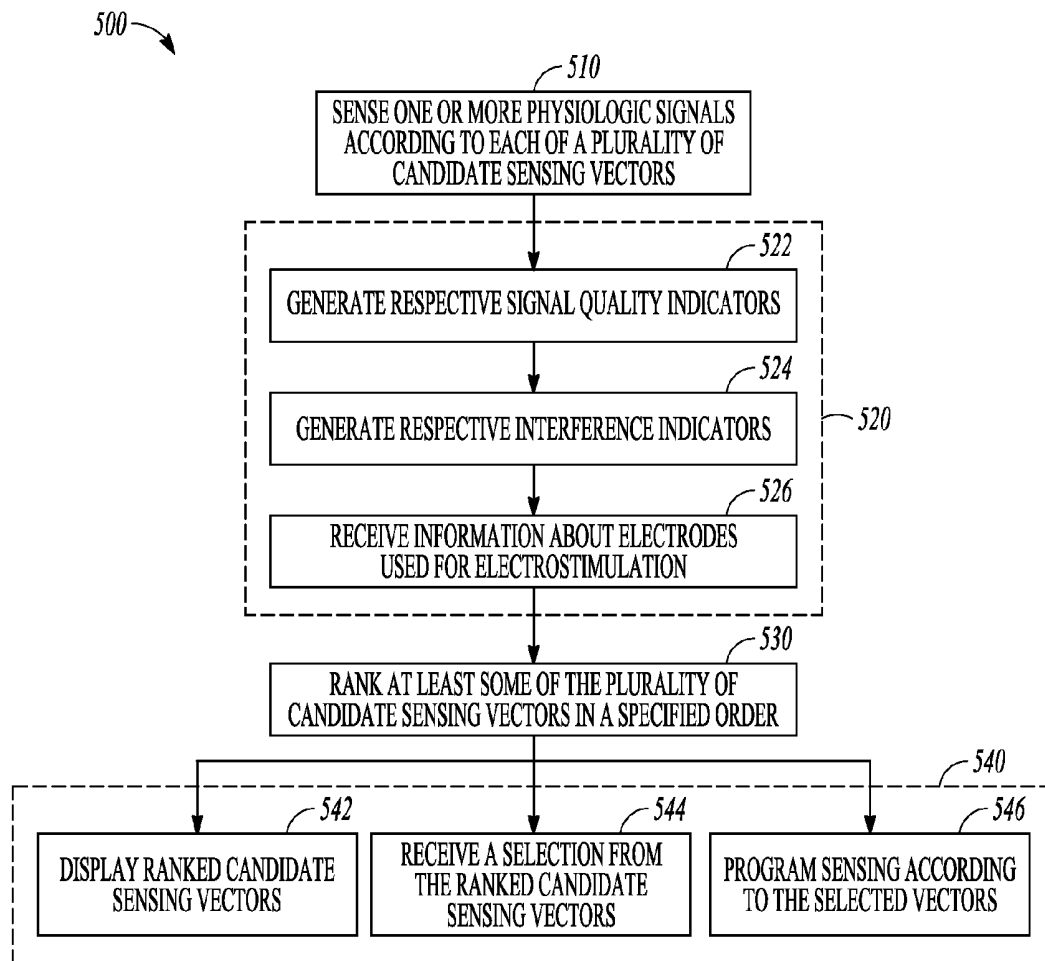 500
510
SENSE ONE OR MORE PHYSIOLOGIC SIGNALS
ACCORDING TO EACH OF A PLURALITY OF
CANDIDATE SENSING VECTORS
522
GENERATE RESPECTIVE SIGNAL QUALITY INDICATORS
524
GENERATE RESPECTIVE INTERFERENCE INDICATORS
520
526
RECEIVE INFORMATION ABOUT ELECTRODES
USED FOR ELECTROSTIMULATION
530
RANK AT LEAST SOME OF THE PLURALITY OF
CANDIDATE SENSING VECTORS IN A SPECIFIED ORDER
540
542
DISPLAY RANKED CANDIDATE
SENSING VECTORS
544
RECEIVE A SELECTION FROM
THE RANKED CANDIDATE
SENSING VECTORS
546
PROGRAM SENSING ACCORDING
TO THE SELECTED VECTORS